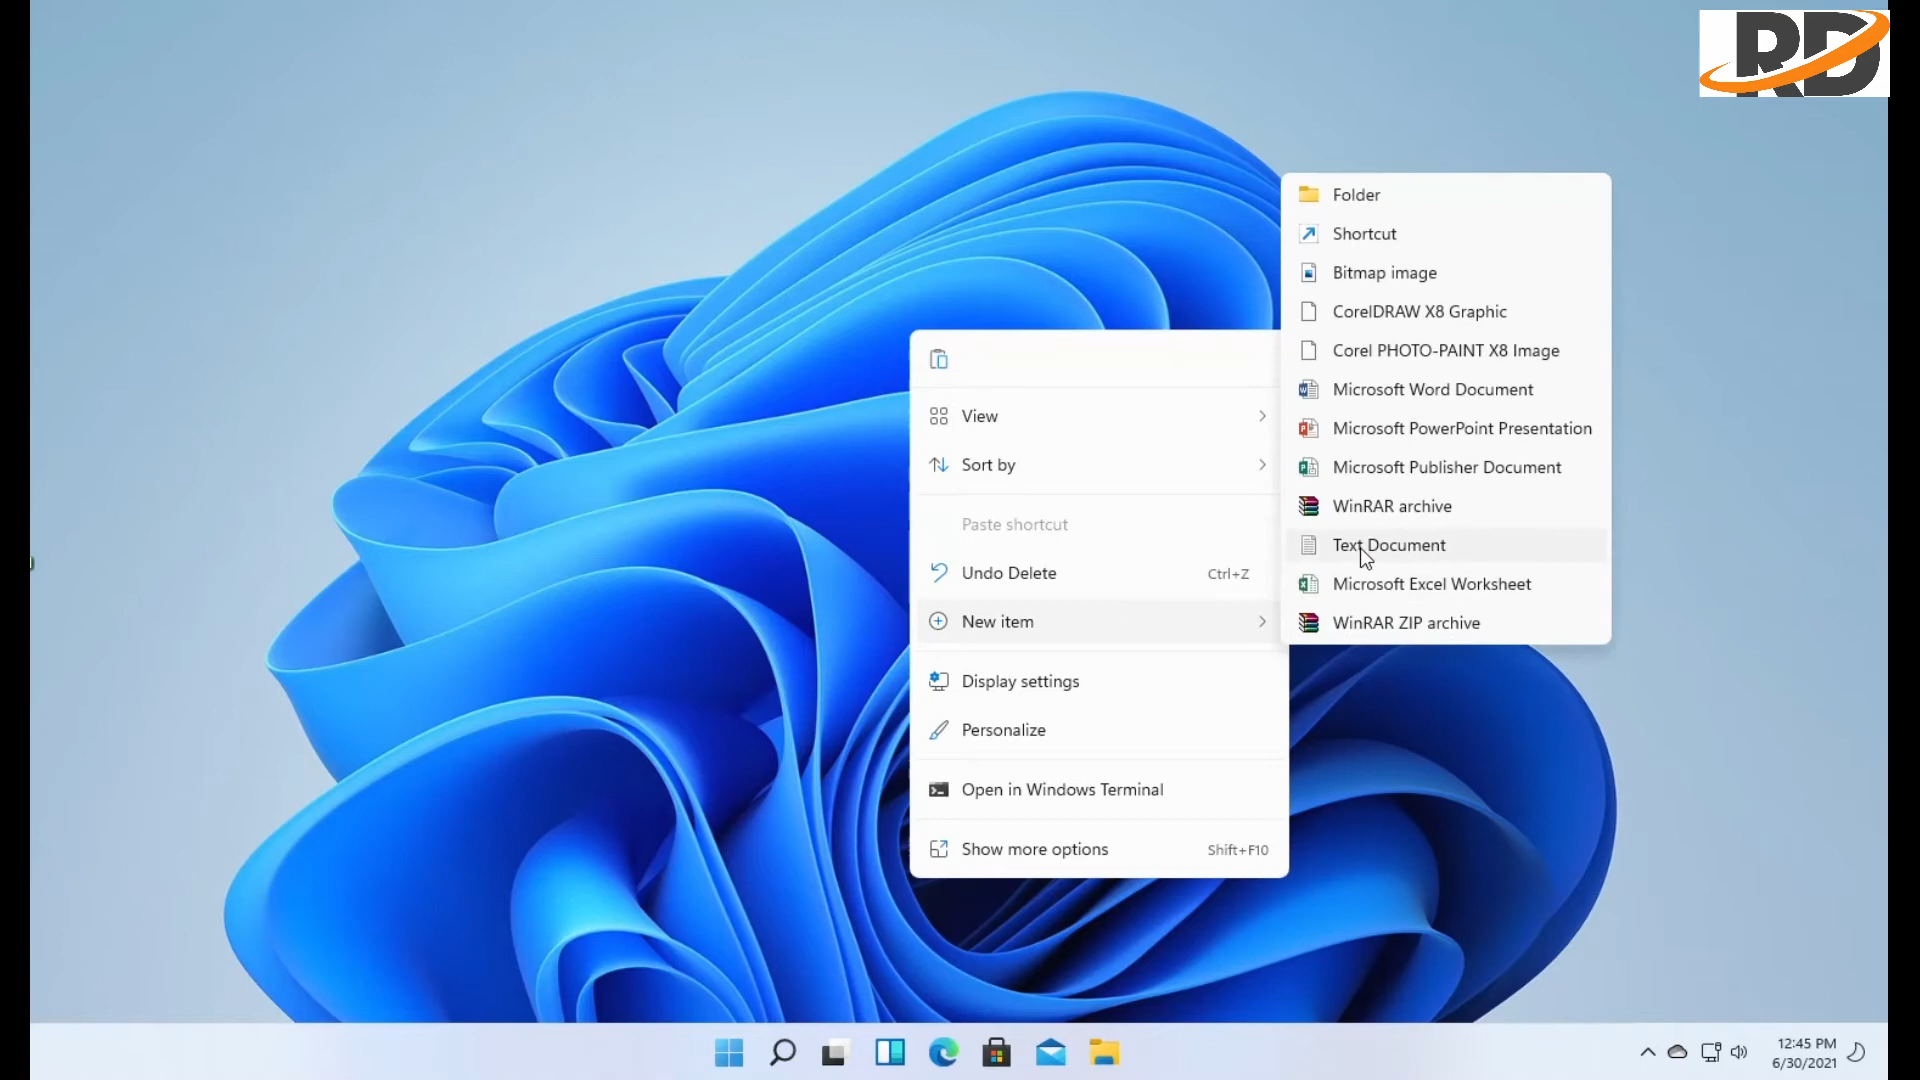 RD
Folder
Shortcut
Bitmap image
CorelDRAW X8 Graphic
Corel PHOTO-PAINT X8 Image
Microsoft Word Document
Microsoft PowerPoint Presentation
Microsoft Publisher Document
WinRAR archive
Text Document
Microsoft Excel Worksheet
WinRAR ZIP archive
View
Sort by
Paste shortcut
Undo Delete Ctrl+Z
New item
Display settings
Personalize
Open in Windows Terminal
Show more options Shift+F10
12:45 PM
6/30/2021